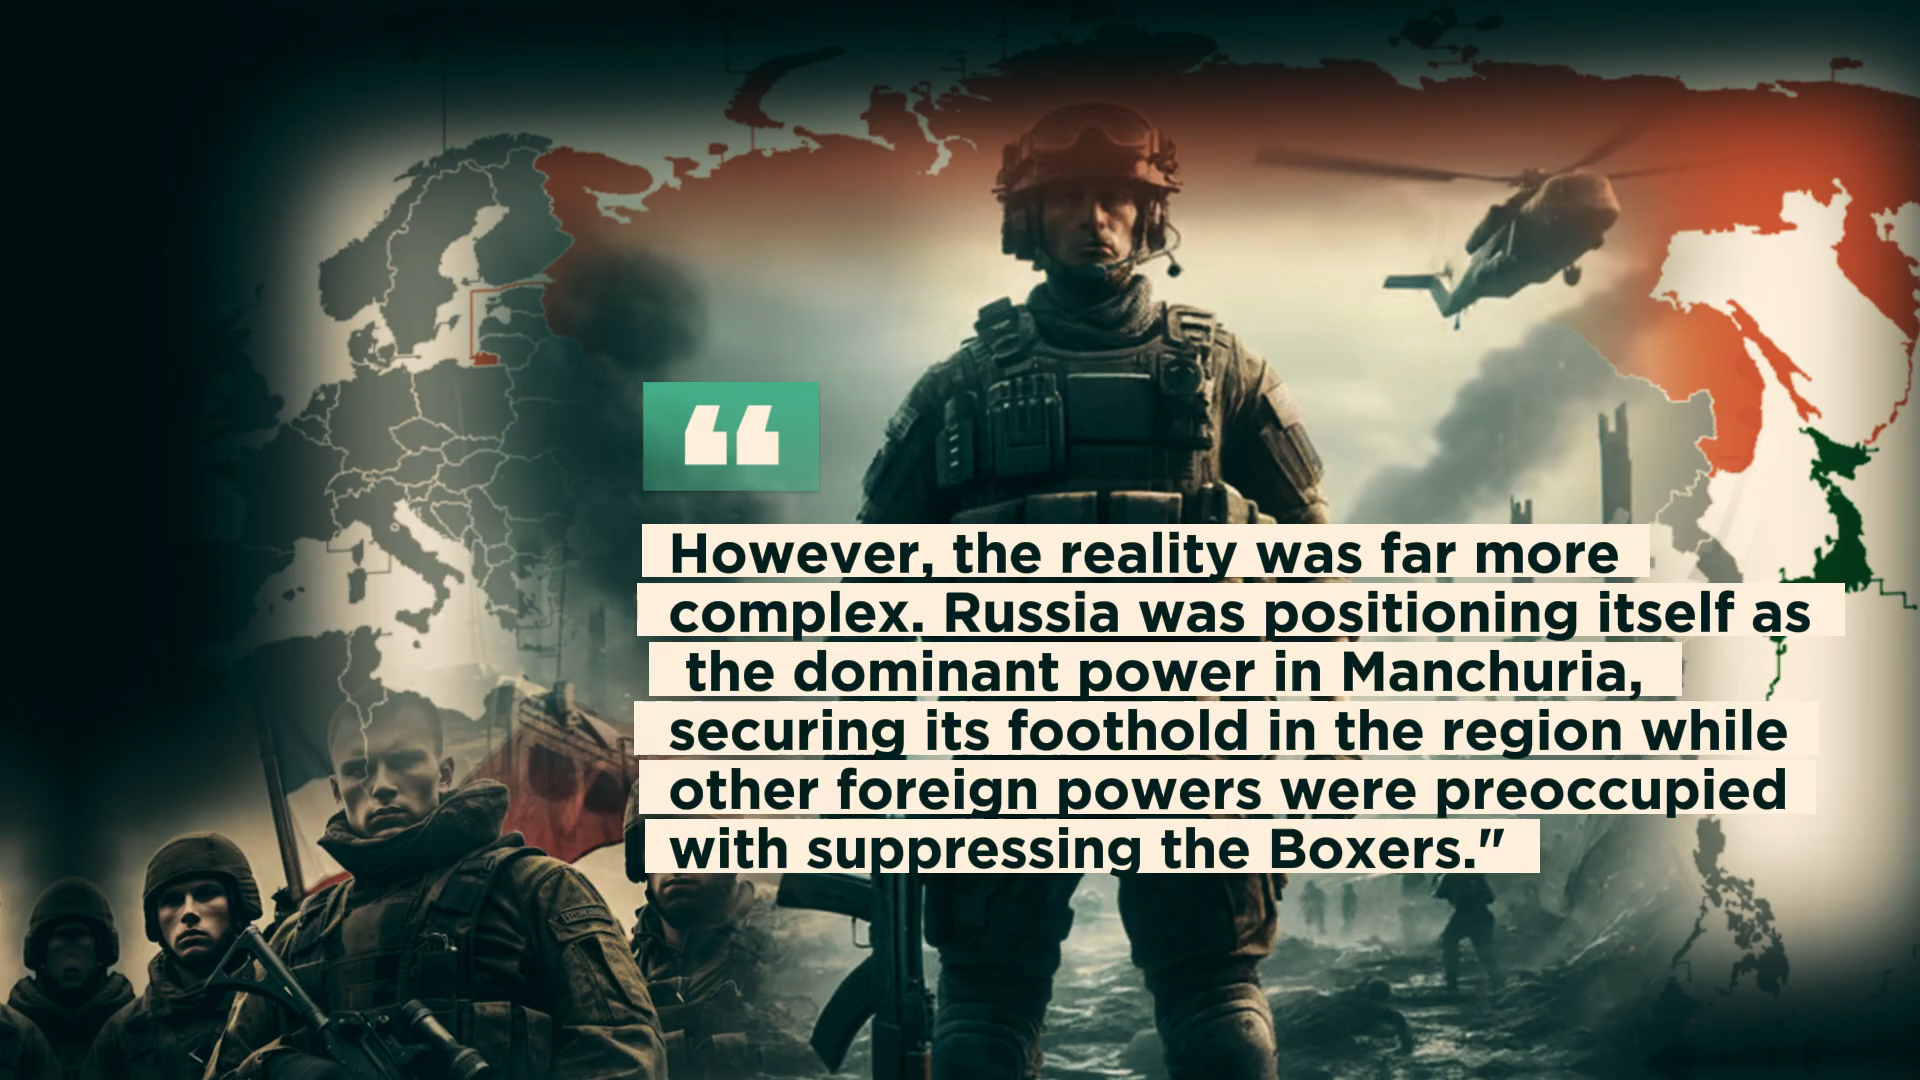 “
However, the reality was far more
complex. Russia was positioning itself as
the dominant power in Manchuria,
securing its foothold in the region while
other foreign powers were preoccupied
with suppressing the Boxers."